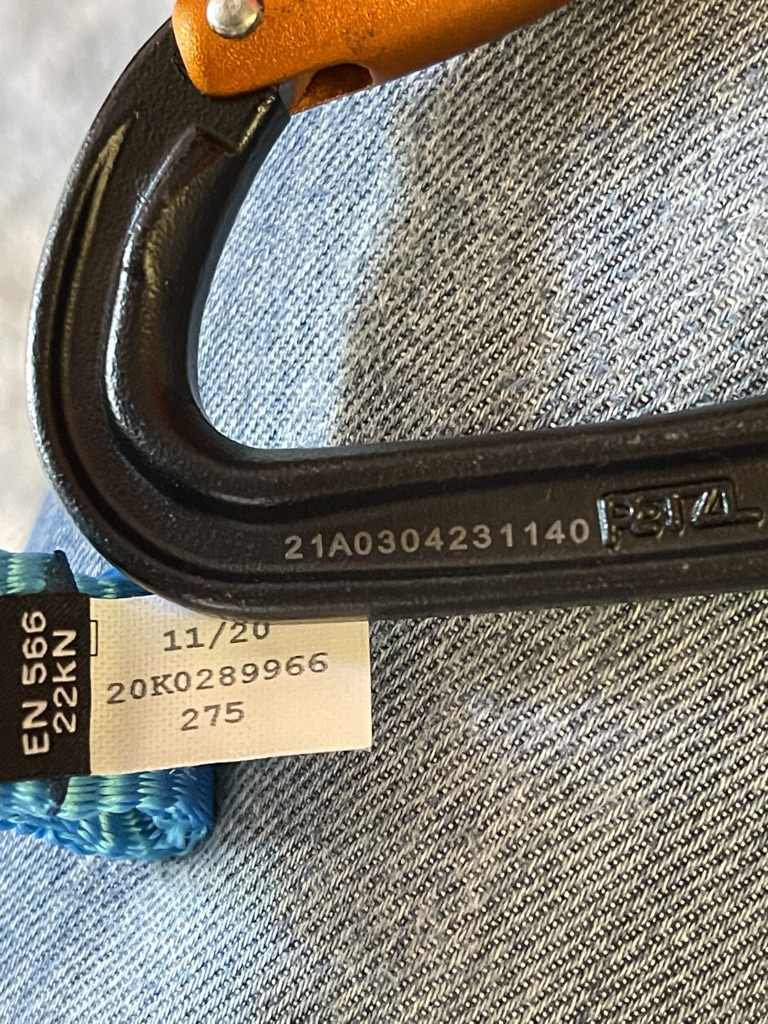 21A0304231140 PETZL
EN 566
22kN
11/20
20K0289966
275